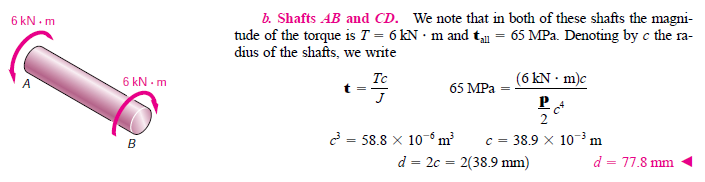 6 kN · m
A
6 kN · m
B
b. Shafts AB and CD. We note that in both of these shafts the magni-
tude of the torque is T = 6 kN · m and t_all = 65 MPa. Denoting by c the ra-
dius of the shafts, we write
t = Tc / J    65 MPa = (6 kN · m)c / (P/2 c⁴)
c³ = 58.8 × 10⁻⁶ m³    c = 38.9 × 10⁻³ m
d = 2c = 2(38.9 mm)    d = 77.8 mm ◄